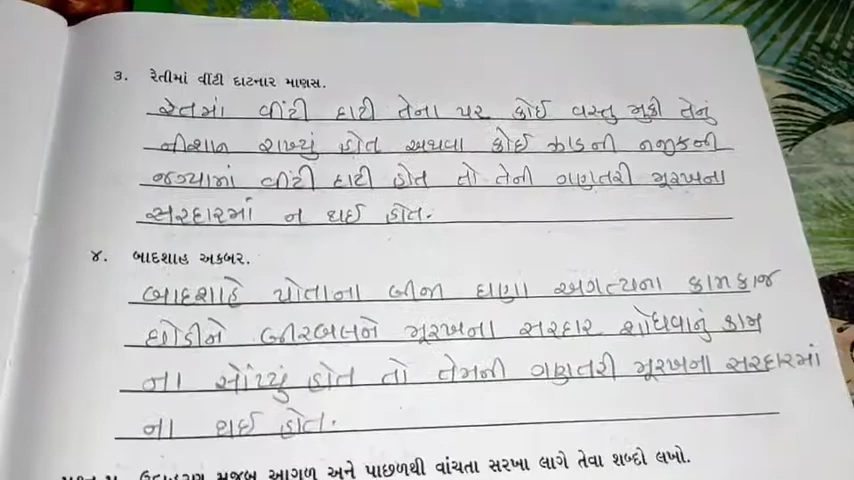 ૩. રેતીમાં વીંટી દાટનાર માણસ.
રેતમાં વીંટી દાટી તેના પર કોઈ વસ્તુ મુકી તેનું
નીશાન રાખ્યું હોત અથવા કોઈ ઝાડની નજીકની
જગ્યામાં વીંટી દાટી હોત તો તેની ગણતરી મૂરખના
સરદારમાં ન થઈ હોત.
૪. બાદશાહ અકબર.
બાદશાહે પોતાના બીજા ઘણા અગત્યના કામકાજ
છોડીને બીરબલને મૂરખના સરદાર શોધવાનું કામ
ના સોંપ્યું હોત તો તેમની ગણતરી મૂરખના સરદારમાં
ના થઈ હોત.
ઉદાહરણ મુજબ આગળ અને પાછળથી વાંચતા સરખા લાગે તેવા શબ્દો લખો.